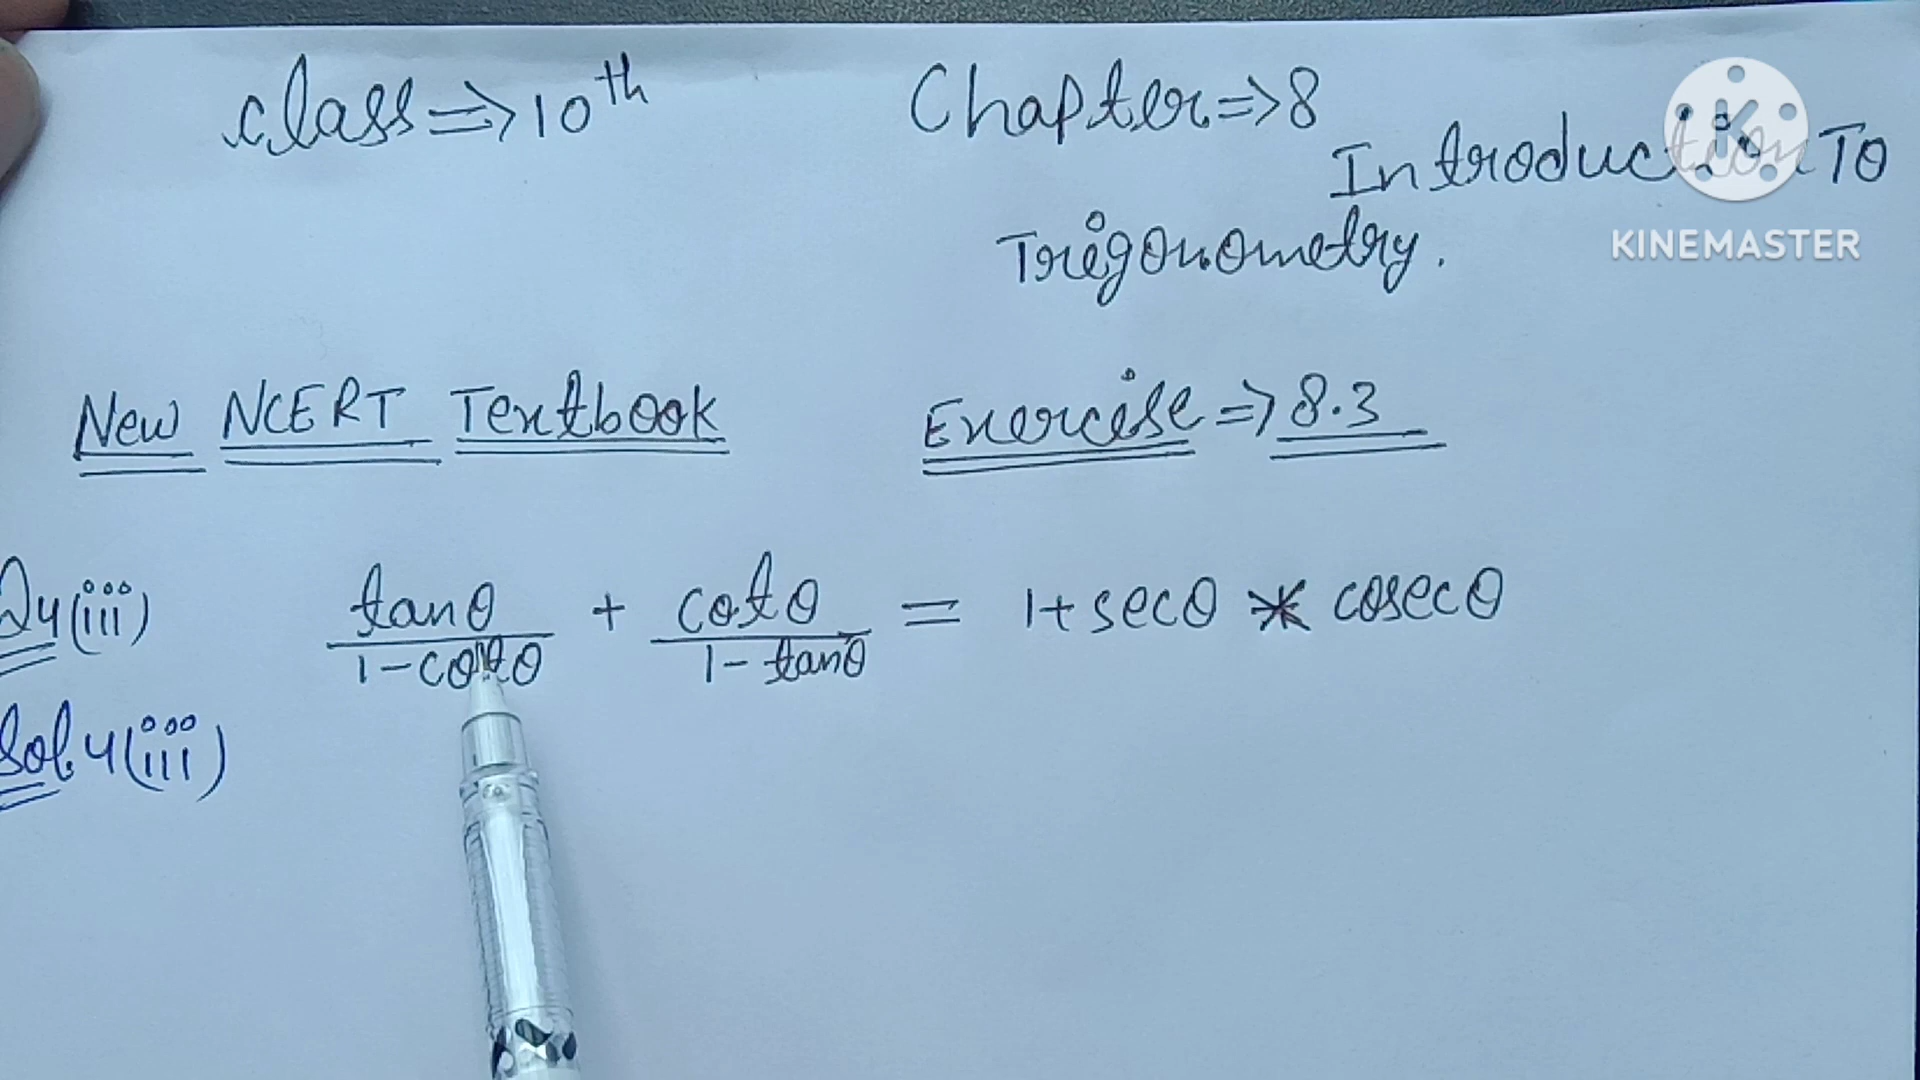 class => 10th Chapter => 8
Introduction To
Trigonometry.
KINEMASTER
New NCERT Textbook Exercise => 8.3
Q4(iii) tanθ/1-cotθ + cotθ/1-tanθ = 1+secθ * cosecθ
Sol.4(iii)